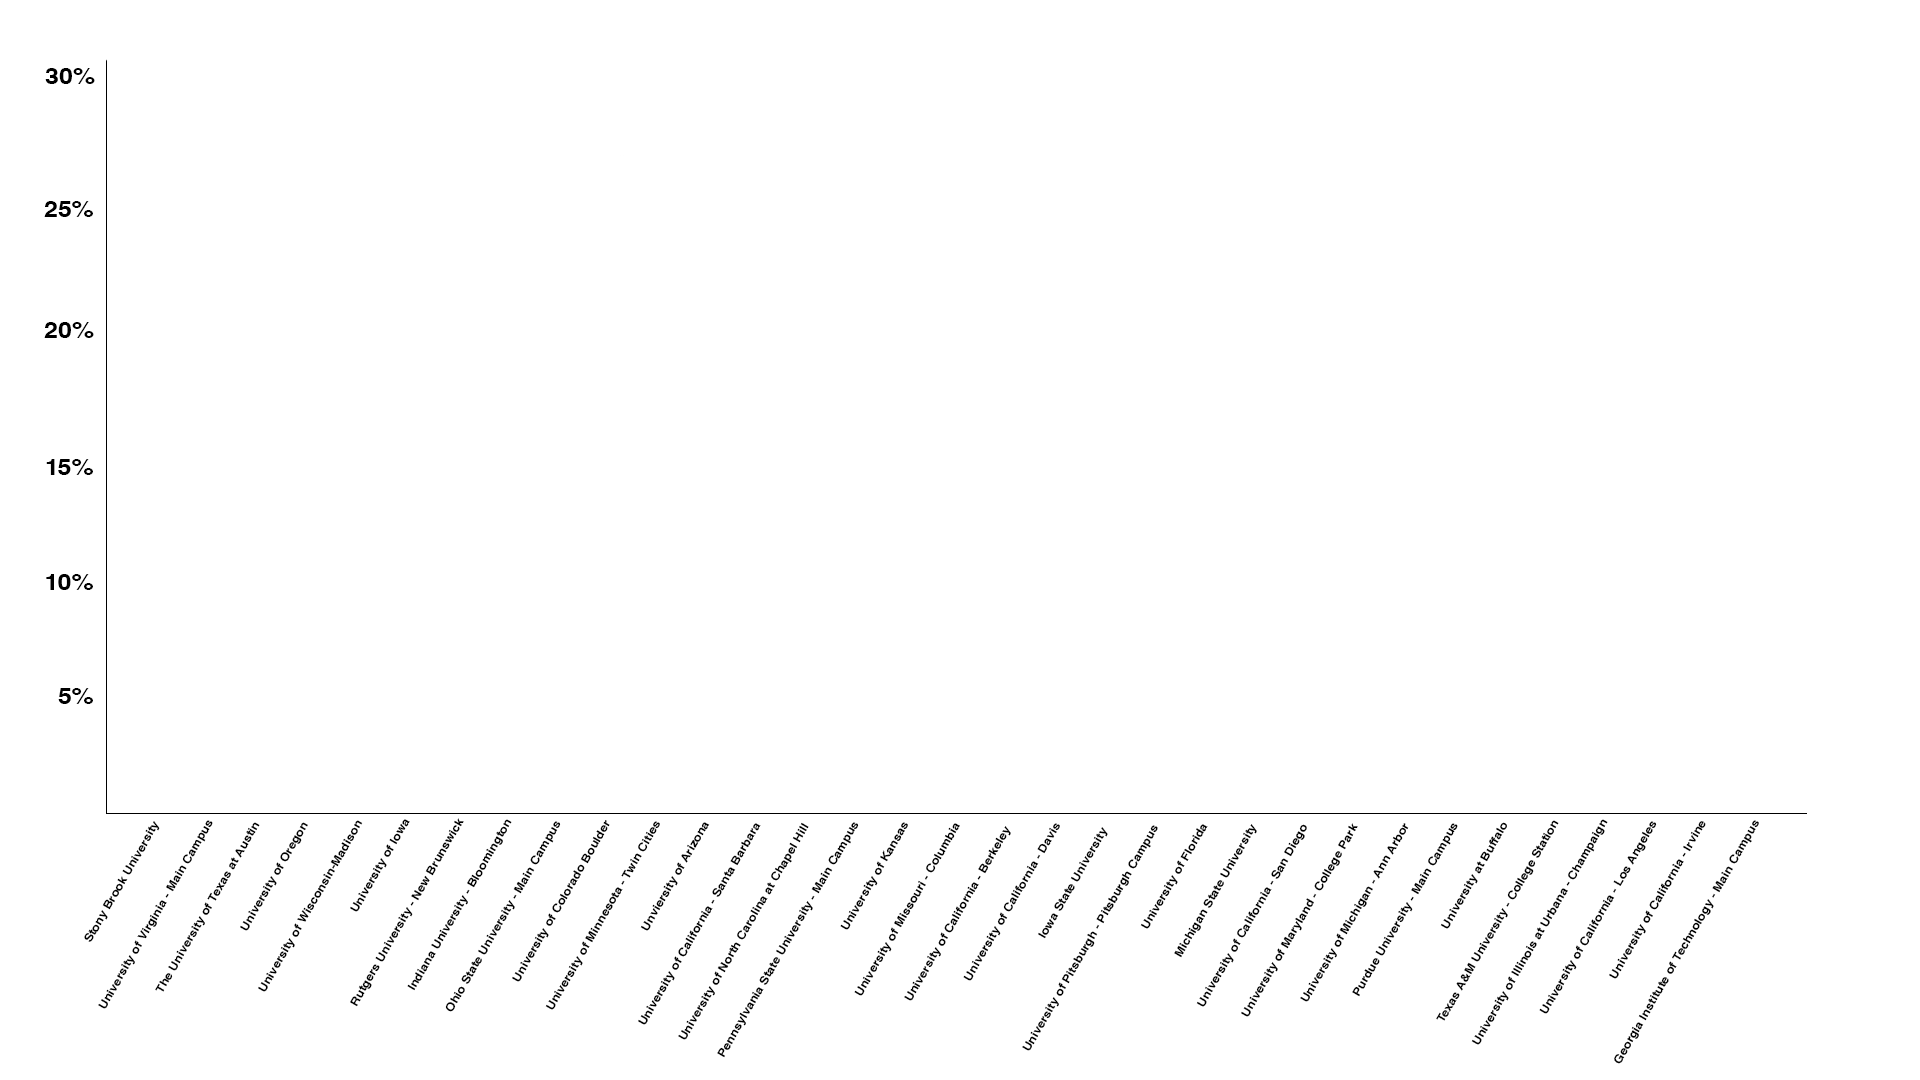 30%
25%
20%
15%
10%
5%
Stony Brook University
University of Virginia - Main Campus
The University of Texas at Austin
University of Oregon
University of Wisconsin-Madison
University of Iowa
Rutgers University - New Brunswick
Indiana University - Bloomington
Ohio State University - Main Campus
University of Colorado Boulder
University of Minnesota - Twin Cities
Unviersity of Arizona
University of California - Santa Barbara
University of North Carolina at Chapel Hill
Pennsylvania State University - Main Campus
University of Kansas
University of Missouri - Columbia
University of California - Berkeley
University of California - Davis
Iowa State University
University of Pitsburgh - Pitsburgh Campus
University of Florida
Michigan State University
University of California - San Diego
University of Maryland - College Park
University of Michigan - Ann Arbor
Purdue University - Main Campus
University at Buffalo
Texas A&M University - College Station
University of Illinois at Urbana - Champaign
University of California - Los Angeles
University of California - Irvine
Georgia Institute of Technology - Main Campus